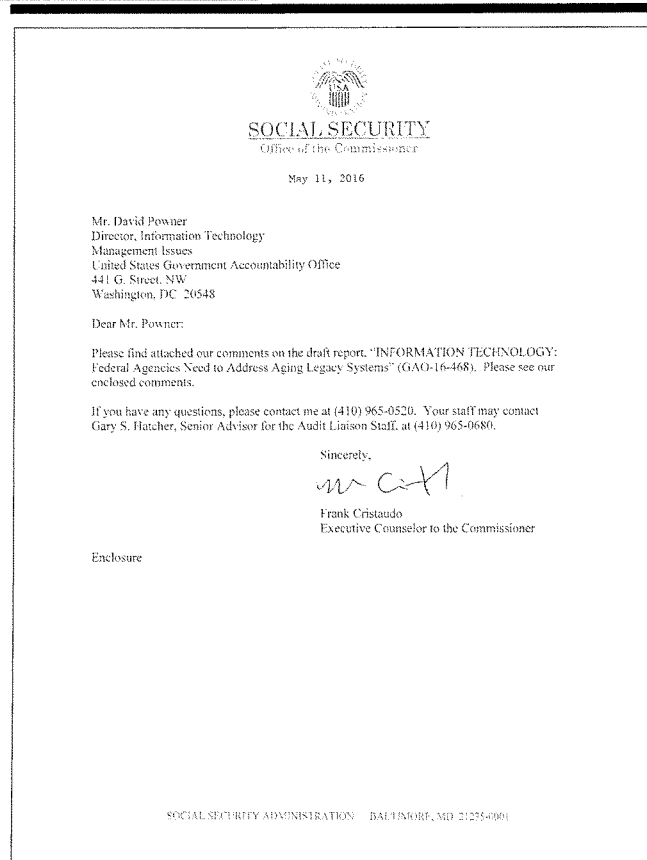 USA
SOCIAL SECURITY
Office of the Commissioner
May 11, 2016
Mr. David Powner
Director, Information Technology
Management Issues
United States Government Accountability Office
441 G. Street, NW
Washington, DC 20548
Dear Mr. Powner:
Please find attached our comments on the draft report, "INFORMATION TECHNOLOGY:
Federal Agencies Need to Address Aging Legacy Systems" (GAO-16-468). Please see our
enclosed comments.
If you have any questions, please contact me at (410) 965-0520. Your staff may contact
Gary S. Hatcher, Senior Advisor for the Audit Liaison Staff, at (410) 965-0680.
Sincerely,
Frank Cristaudo
Executive Counselor to the Commissioner
Enclosure
SOCIAL SECURITY ADMINISTRATION BALTIMORE, MD 21235-0001